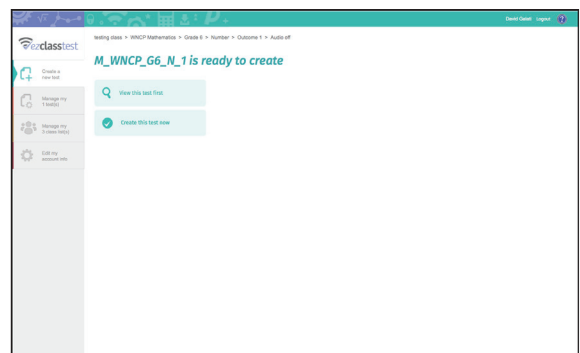 David Galati Logout ?
ezclasstest
testing class > WNCP Mathematics > Grade 6 > Number > Outcome 1 > Audio off
M_WNCP_G6_N_1 is ready to create
Create a
new test
View this test first
Manage my
1 test(s)
Create this test now
Manage my
3 class list(s)
Edit my
account info